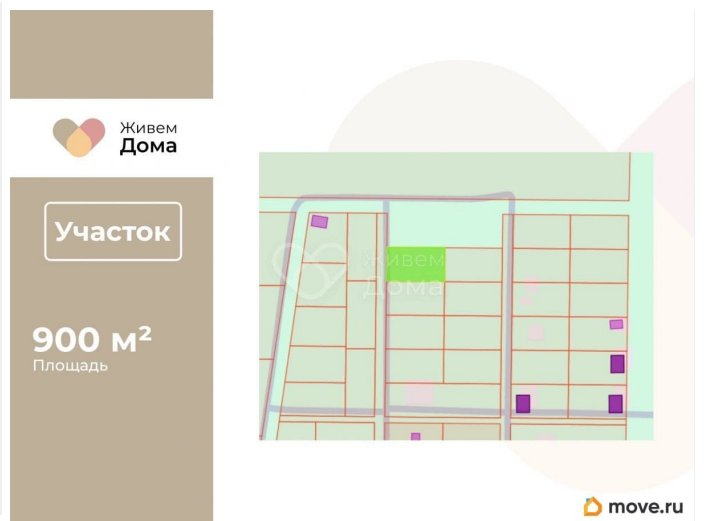 Живем
Дома
Участок
900 м²
Площадь
Живем
Дома
move.ru